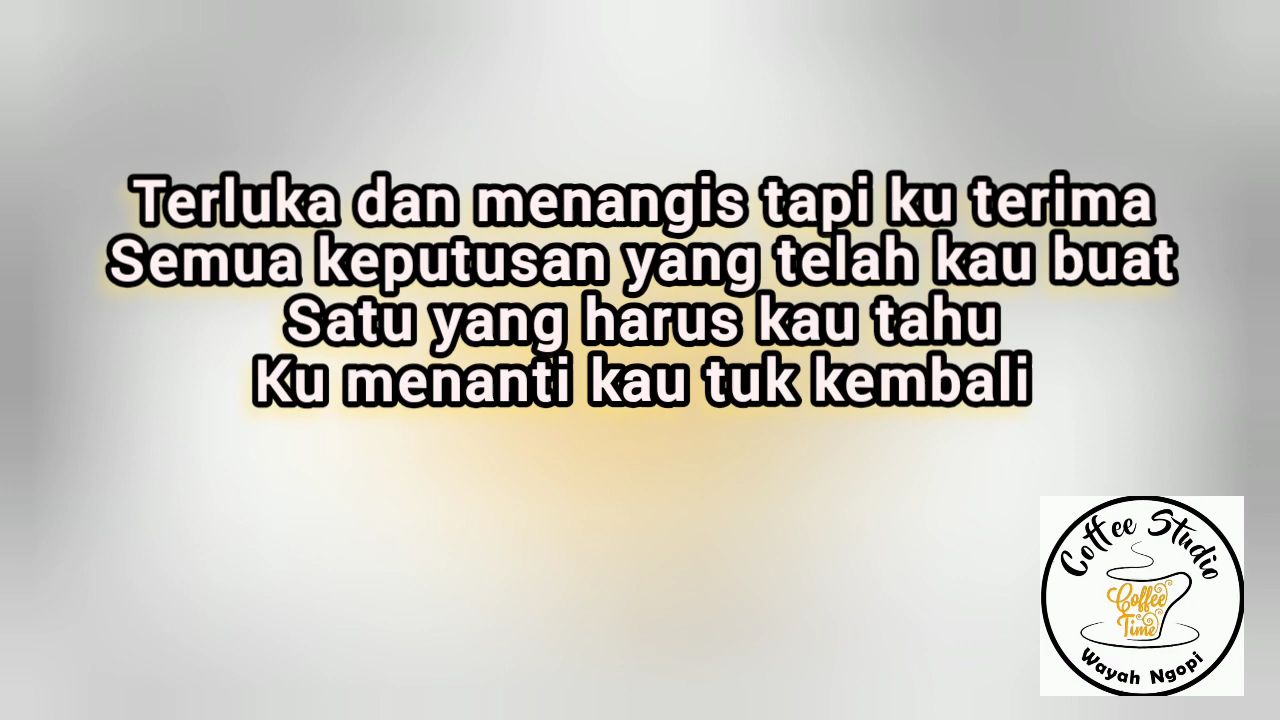 Terluka dan menangis tapi ku terima
Semua keputusan yang telah kau buat
Satu yang harus kau tahu
Ku menanti kau tuk kembali
Coffee Studio
Coffee
Time
Wayah Ngopi